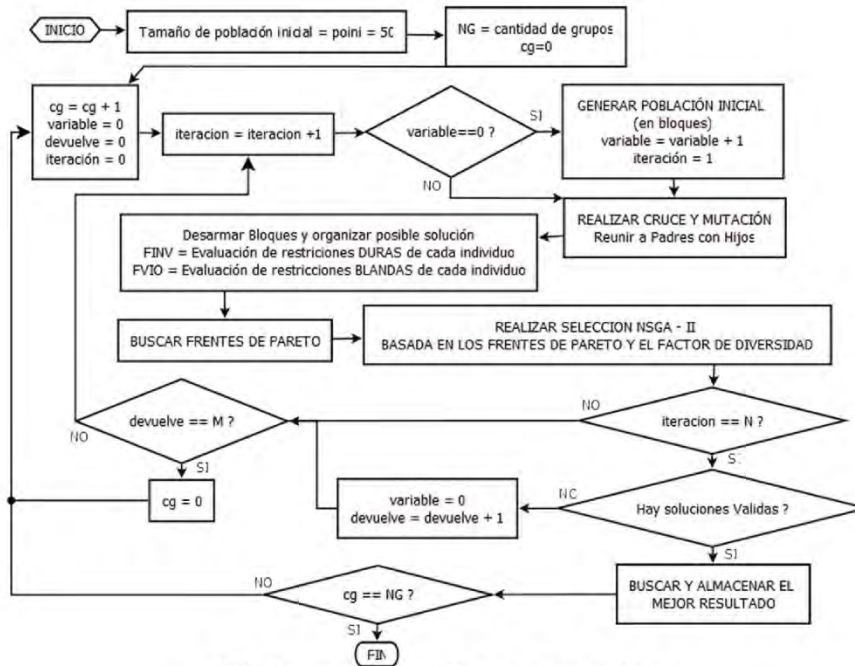 INICIO
Tamaño de población inicial = poini = 50
NG = cantidad de grupos
cg=0
cg = cg + 1
variable = 0
devuelve = 0
iteración = 0
iteracion = iteracion +1
variable==0 ?
SI
NO
GENERAR POBLACIÓN INICIAL
(en bloques)
variable = variable + 1
iteración = 1
REALIZAR CRUCE Y MUTACIÓN
Reunir a Padres con Hijos
Desarmar Bloques y organizar posible solución
FINV = Evaluación de restriciones DURAS de cada individuo
FVIO = Evaluación de restricciones BLANDAS de cada individuo
BUSCAR FRENTES DE PARETO
REALIZAR SELECCION NSGA - II
BASADA EN LOS FRENTES DE PARETO Y EL FACTOR DE DIVERSIDAD
iteracion == N ?
NO
SI
devuelve == M ?
NO
SI
cg = 0
Hay soluciones Validas ?
NO
SI
variable = 0
devuelve = devuelve + 1
BUSCAR Y ALMACENAR EL
MEJOR RESULTADO
cg == NG ?
NO
SI
FIN